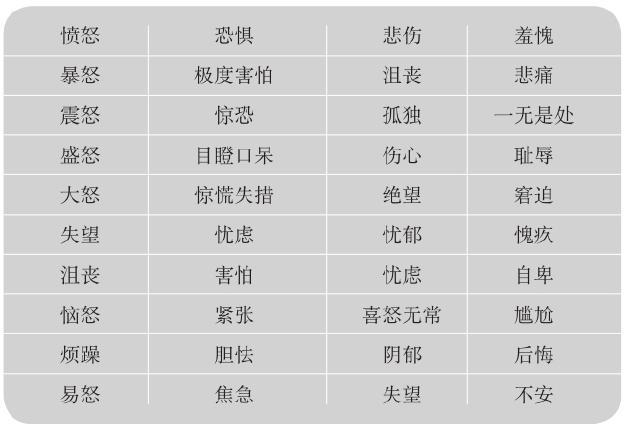 愤怒 恐惧 悲伤 羞愧
暴怒 极度害怕 沮丧 悲痛
震怒 惊恐 孤独 一无是处
盛怒 目瞪口呆 伤心 耻辱
大怒 惊慌失措 绝望 窘迫
失望 忧虑 忧郁 愧疚
沮丧 害怕 忧虑 自卑
恼怒 紧张 喜怒无常 尴尬
烦躁 胆怯 阴郁 后悔
易怒 焦急 失望 不安